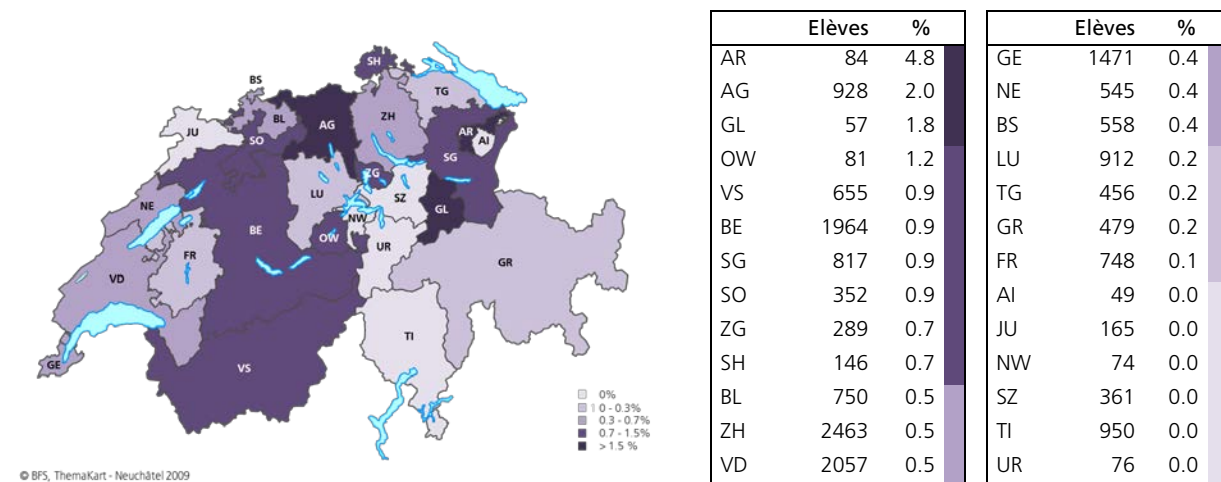 BS
SH
TG
JU
BL
AG
ZH
SO
AR
AI
SG
ZG
LU
SZ
NE
GL
NW
BE
OW
UR
FR
GR
VD
TI
GE
VS
0%
1 0 - 0.3%
0.3 - 0.7%
0.7 - 1.5%
> 1.5 %
© BFS, ThemaKart - Neuchâtel 2009
Elèves %
AR 84 4.8
AG 928 2.0
GL 57 1.8
OW 81 1.2
VS 655 0.9
BE 1964 0.9
SG 817 0.9
SO 352 0.9
ZG 289 0.7
SH 146 0.7
BL 750 0.5
ZH 2463 0.5
VD 2057 0.5
Elèves %
GE 1471 0.4
NE 545 0.4
BS 558 0.4
LU 912 0.2
TG 456 0.2
GR 479 0.2
FR 748 0.1
AI 49 0.0
JU 165 0.0
NW 74 0.0
SZ 361 0.0
TI 950 0.0
UR 76 0.0